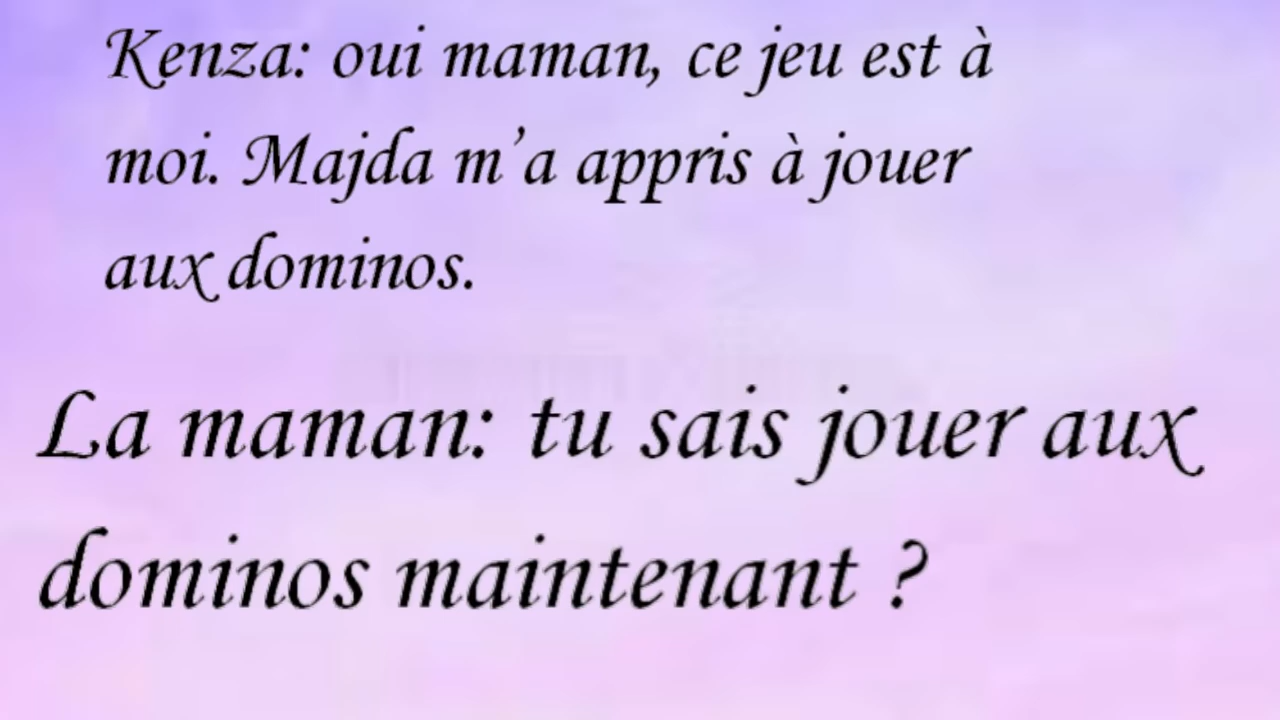 Kenza: oui maman, ce jeu est à
moi. Majda m’a appris à jouer
aux dominos.
La maman: tu sais jouer aux
dominos maintenant ?